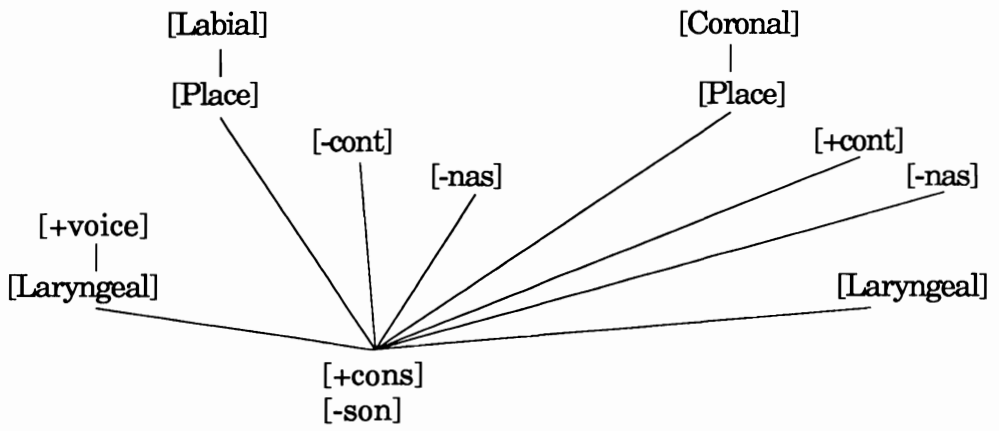 [Labial]
[Coronal]
[Place]
[Place]
[-cont]
[+cont]
[-nas]
[-nas]
[+voice]
[Laryngeal]
[Laryngeal]
[+cons]
[-son]